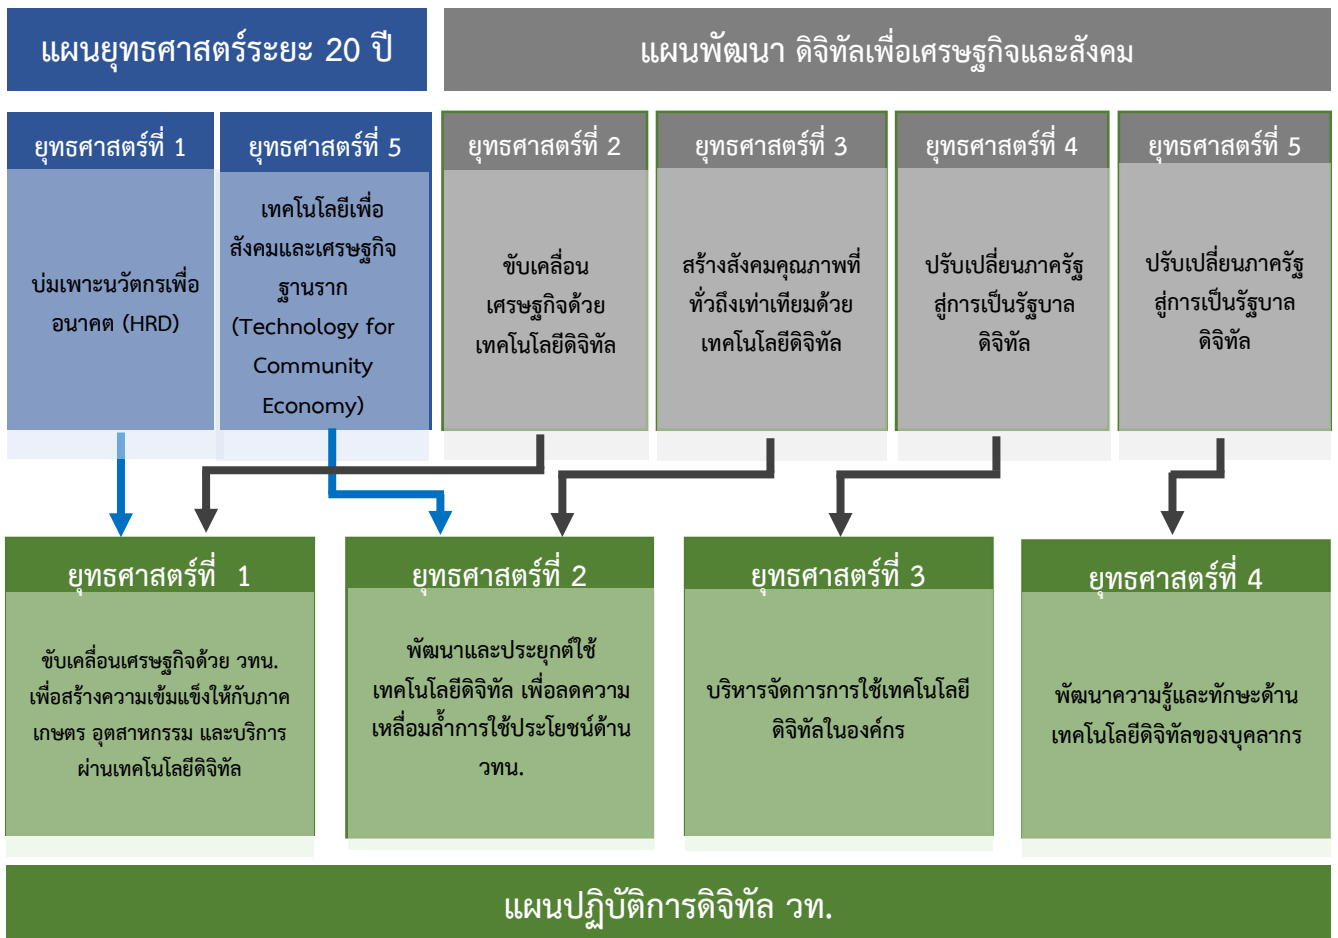 แผนยุทธศาสตร์ระยะ 20 ปี
แผนพัฒนา ดิจิทัลเพื่อเศรษฐกิจและสังคม
ยุทธศาสตร์ที่ 1
บ่มเพาะนวัตกรเพื่อ
อนาคต (HRD)
ยุทธศาสตร์ที่ 5
เทคโนโลยีเพื่อ
สังคมและเศรษฐกิจ
ฐานราก
(Technology for
Community
Economy)
ยุทธศาสตร์ที่ 2
ขับเคลื่อน
เศรษฐกิจด้วย
เทคโนโลยีดิจิทัล
ยุทธศาสตร์ที่ 3
สร้างสังคมคุณภาพที่
ทั่วถึงเท่าเทียมด้วย
เทคโนโลยีดิจิทัล
ยุทธศาสตร์ที่ 4
ปรับเปลี่ยนภาครัฐ
สู่การเป็นรัฐบาล
ดิจิทัล
ยุทธศาสตร์ที่ 5
ปรับเปลี่ยนภาครัฐ
สู่การเป็นรัฐบาล
ดิจิทัล
ยุทธศาสตร์ที่ 1
ขับเคลื่อนเศรษฐกิจด้วย วทน.
เพื่อสร้างความเข้มแข็งให้กับภาค
เกษตร อุตสาหกรรม และบริการ
ผ่านเทคโนโลยีดิจิทัล
ยุทธศาสตร์ที่ 2
พัฒนาและประยุกต์ใช้
เทคโนโลยีดิจิทัล เพื่อลดความ
เหลื่อมล้ำการใช้ประโยชน์ด้าน
วทน.
ยุทธศาสตร์ที่ 3
บริหารจัดการการใช้เทคโนโลยี
ดิจิทัลในองค์กร
ยุทธศาสตร์ที่ 4
พัฒนาความรู้และทักษะด้าน
เทคโนโลยีดิจิทัลของบุคลากร
แผนปฏิบัติการดิจิทัล วท.